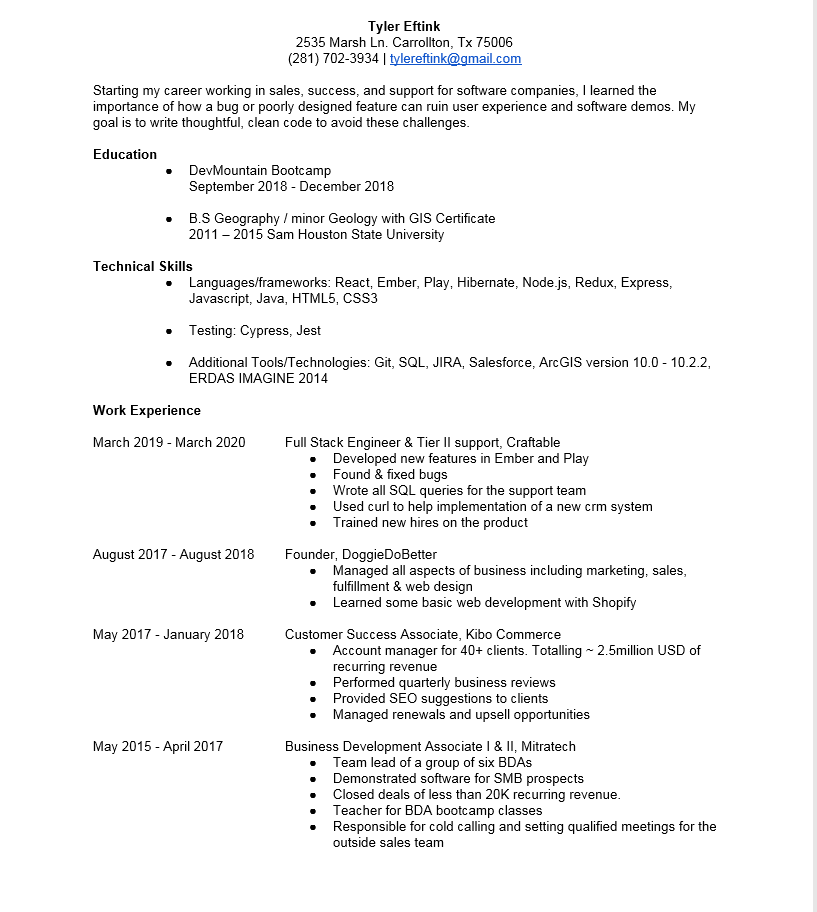 Tyler Eftink
2535 Marsh Ln. Carrollton, Tx 75006
(281) 702-3934 | tylereftink@gmail.com
Starting my career working in sales, success, and support for software companies, I learned the
importance of how a bug or poorly designed feature can ruin user experience and software demos. My
goal is to write thoughtful, clean code to avoid these challenges.
Education
● DevMountain Bootcamp
September 2018 - December 2018
● B.S Geography / minor Geology with GIS Certificate
2011 – 2015 Sam Houston State University
Technical Skills
● Languages/frameworks: React, Ember, Play, Hibernate, Node.js, Redux, Express,
Javascript, Java, HTML5, CSS3
● Testing: Cypress, Jest
● Additional Tools/Technologies: Git, SQL, JIRA, Salesforce, ArcGIS version 10.0 - 10.2.2,
ERDAS IMAGINE 2014
Work Experience
March 2019 - March 2020 Full Stack Engineer & Tier II support, Craftable
● Developed new features in Ember and Play
● Found & fixed bugs
● Wrote all SQL queries for the support team
● Used curl to help implementation of a new crm system
● Trained new hires on the product
August 2017 - August 2018 Founder, DoggieDoBetter
● Managed all aspects of business including marketing, sales,
fulfillment & web design
● Learned some basic web development with Shopify
May 2017 - January 2018 Customer Success Associate, Kibo Commerce
● Account manager for 40+ clients. Totalling ~ 2.5million USD of
recurring revenue
● Performed quarterly business reviews
● Provided SEO suggestions to clients
● Managed renewals and upsell opportunities
May 2015 - April 2017 Business Development Associate I & II, Mitratech
● Team lead of a group of six BDAs
● Demonstrated software for SMB prospects
● Closed deals of less than 20K recurring revenue.
● Teacher for BDA bootcamp classes
● Responsible for cold calling and setting qualified meetings for the
outside sales team